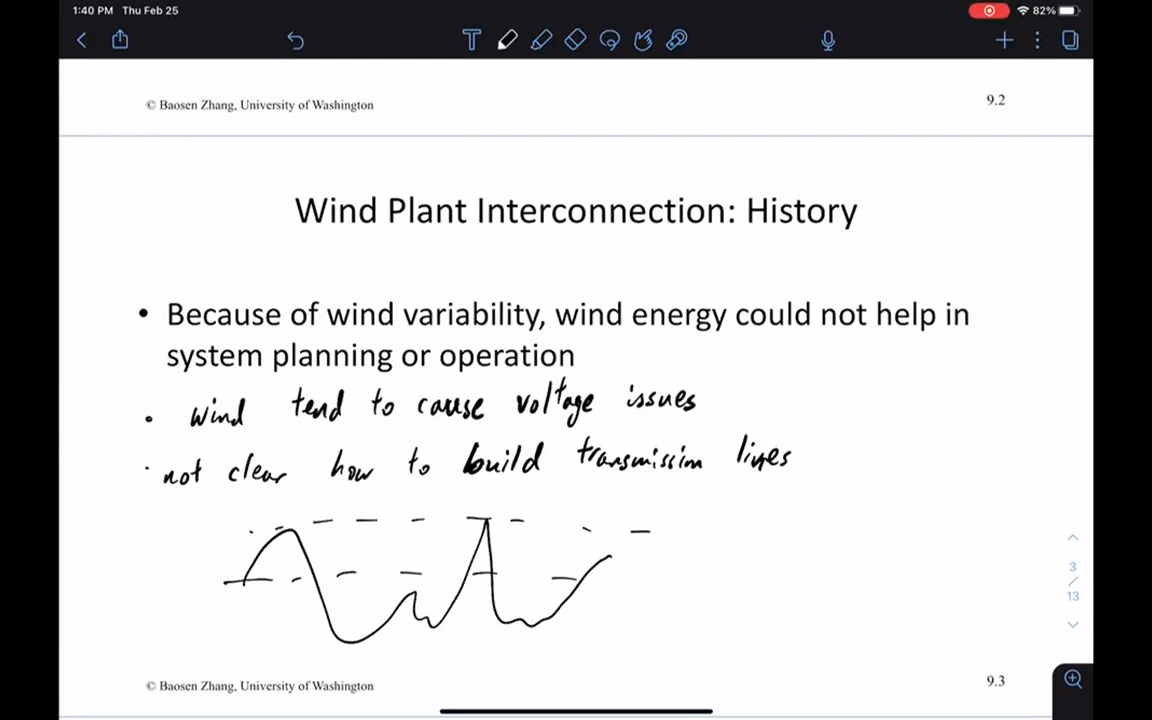 1:40 PM Thu Feb 25
82%
© Baosen Zhang, University of Washington
9.2
Wind Plant Interconnection: History
• Because of wind variability, wind energy could not help in
system planning or operation
• Wind tend to cause voltage issues
• not clear how to build transmission lines
3
/
13
© Baosen Zhang, University of Washington
9.3